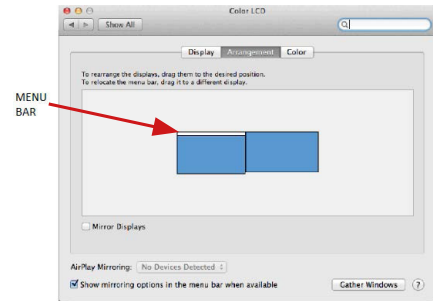 Color LCD
Show All
Display Arrangement Color
To rearrange the displays, drag them to the desired position.
To relocate the menu bar, drag it to a different display.
MENU
BAR
Mirror Displays
AirPlay Mirroring: No Devices Detected
Show mirroring options in the menu bar when available
Gather Windows ?